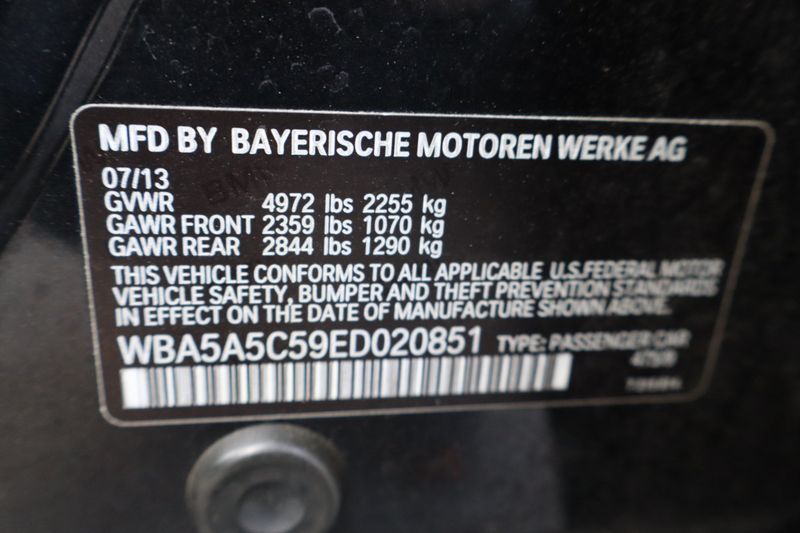 MFD BY BAYERISCHE MOTOREN WERKE AG
07/13
GVWR 4972 lbs 2255 kg
GAWR FRONT 2359 lbs 1070 kg
GAWR REAR 2844 lbs 1290 kg
THIS VEHICLE CONFORMS TO ALL APPLICABLE U.S.FEDERAL MOTOR
VEHICLE SAFETY, BUMPER AND THEFT PREVENTION STANDARDS
IN EFFECT ON THE DATE OF MANUFACTURE SHOWN ABOVE.
WBA5A5C59ED020851 TYPE: PASSENGER CAR